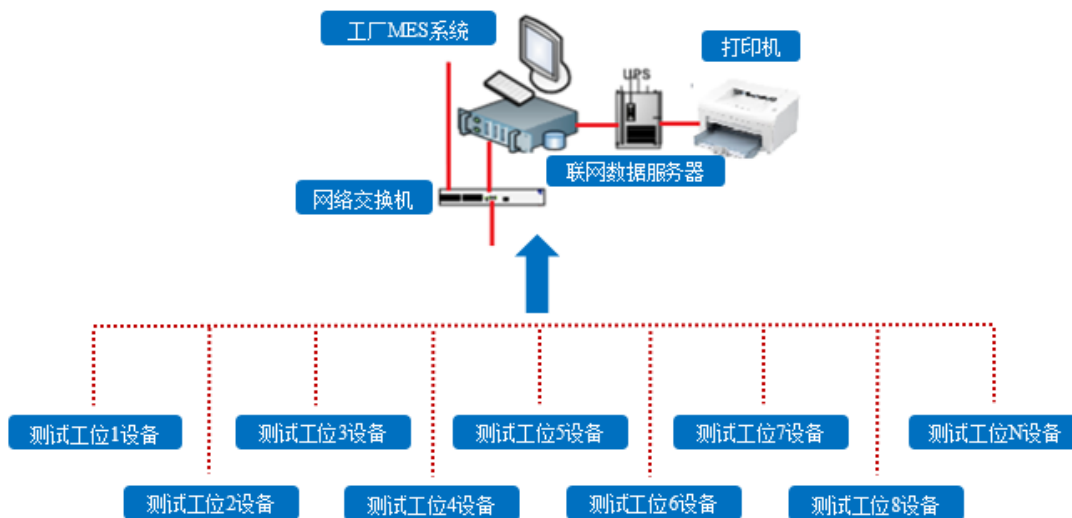 工厂MES系统
打印机
UPS
联网数据服务器
网络交换机
测试工位1设备
测试工位3设备
测试工位5设备
测试工位7设备
测试工位N设备
测试工位2设备
测试工位4设备
测试工位6设备
测试工位8设备